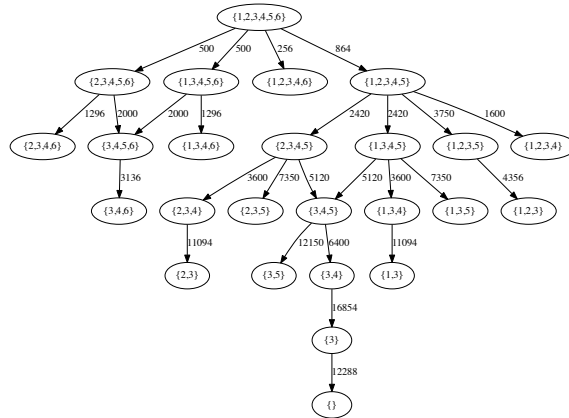 {1,2,3,4,5,6}
500 500 256 864
{2,3,4,5,6} {1,3,4,5,6} {1,2,3,4,6} {1,2,3,4,5}
1296 2000 2000 1296 2420 2420 3750 1600
{2,3,4,6} {3,4,5,6} {1,3,4,6} {2,3,4,5} {1,3,4,5} {1,2,3,5} {1,2,3,4}
3136 3600 7350 5120 5120 3600 7350 4356
{3,4,6} {2,3,4} {2,3,5} {3,4,5} {1,3,4} {1,3,5} {1,2,3}
11094 12150 6400 11094
{2,3} {3,5} {3,4} {1,3}
16854
{3}
12288
{}